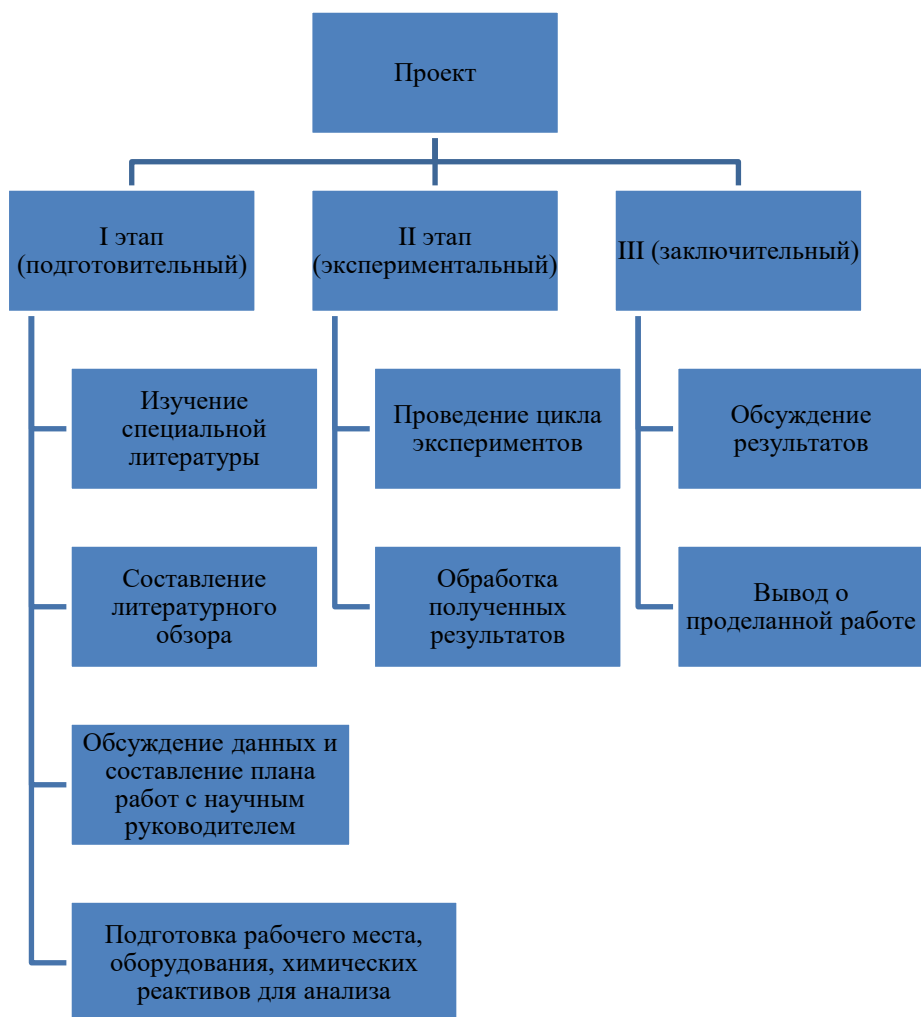 Проект
I этап
(подготовительный)
II этап
(экспериментальный)
III (заключительный)
Изучение
специальной
литературы
Проведение цикла
экспериментов
Обсуждение
результатов
Составление
литературного
обзора
Обработка
полученных
результатов
Вывод о
проделанной работе
Обсуждение данных и
составление плана
работ с научным
руководителем
Подготовка рабочего места,
оборудования, химических
реактивов для анализа